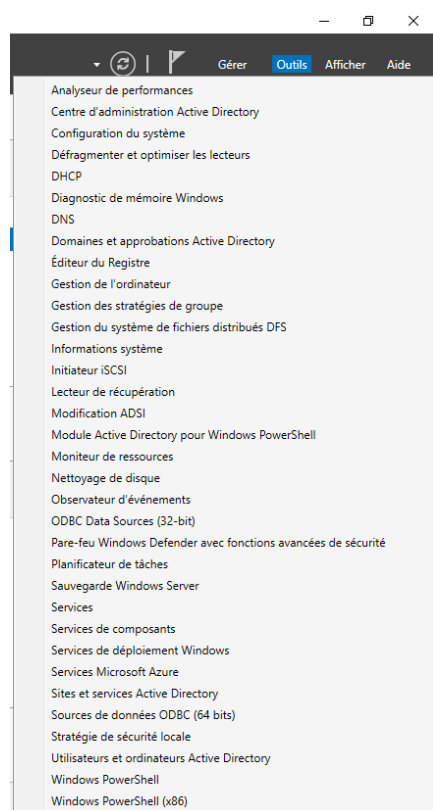 Gérer Outils Afficher Aide
Analyseur de performances
Centre d'administration Active Directory
Configuration du système
Défragmenter et optimiser les lecteurs
DHCP
Diagnostic de mémoire Windows
DNS
Domaines et approbations Active Directory
Éditeur du Registre
Gestion de l'ordinateur
Gestion des stratégies de groupe
Gestion du système de fichiers distribués DFS
Informations système
Initiateur iSCSI
Lecteur de récupération
Modification ADSI
Module Active Directory pour Windows PowerShell
Moniteur de ressources
Nettoyage de disque
Observateur d'événements
ODBC Data Sources (32-bit)
Pare-feu Windows Defender avec fonctions avancées de sécurité
Planificateur de tâches
Sauvegarde Windows Server
Services
Services de composants
Services de déploiement Windows
Services Microsoft Azure
Sites et services Active Directory
Sources de données ODBC (64 bits)
Stratégie de sécurité locale
Utilisateurs et ordinateurs Active Directory
Windows PowerShell
Windows PowerShell (x86)